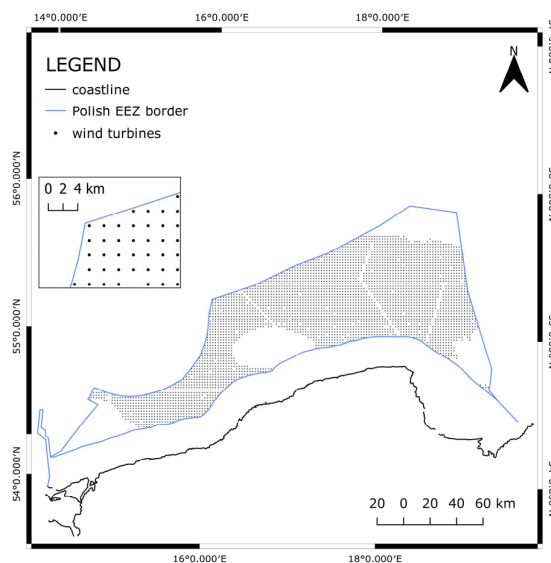 14°0.000′E 16°0.000′E 18°0.000′E
N
LEGEND
coastline
Polish EEZ border
wind turbines
56°0.000′N
0 2 4 km
55°0.000′N
54°0.000′N
20 0 20 40 60 km
16°0.000′E 18°0.000′E